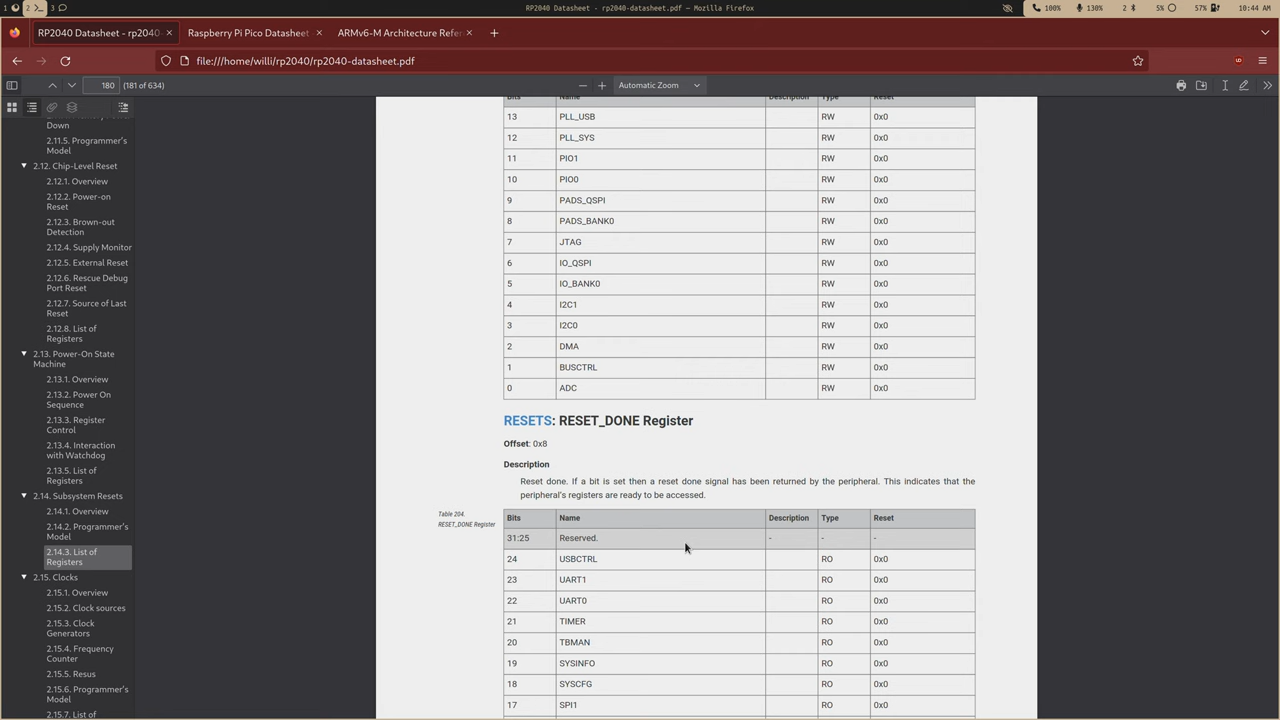 1 2 3 RP2040 Datasheet - rp2040-datasheet.pdf — Mozilla Firefox 100% 130% 2 5% 57% 10:44 AM
RP2040 Datasheet - rp2040- Raspberry Pi Pico Datasheet ARMv6-M Architecture Refer
file:///home/willi/rp2040/rp2040-datasheet.pdf
180 (181 of 634) Automatic Zoom
Down
2.11.5. Programmer's
Model
2.12. Chip-Level Reset
2.12.1. Overview
2.12.2. Power-on
Reset
2.12.3. Brown-out
Detection
2.12.4. Supply Monitor
2.12.5. External Reset
2.12.6. Rescue Debug
Port Reset
2.12.7. Source of Last
Reset
2.12.8. List of
Registers
2.13. Power-On State
Machine
2.13.1. Overview
2.13.2. Power On
Sequence
2.13.3. Register
Control
2.13.4. Interaction
with Watchdog
2.13.5. List of
Registers
2.14. Subsystem Resets
2.14.1. Overview
2.14.2. Programmer's
Model
2.14.3. List of
Registers
2.15. Clocks
2.15.1. Overview
2.15.2. Clock sources
2.15.3. Clock
Generators
2.15.4. Frequency
Counter
2.15.5. Resus
2.15.6. Programmer's
Model
2.15.7. List of
Bits Name Description Type Reset
13 PLL_USB RW 0x0
12 PLL_SYS RW 0x0
11 PIO1 RW 0x0
10 PIO0 RW 0x0
9 PADS_QSPI RW 0x0
8 PADS_BANK0 RW 0x0
7 JTAG RW 0x0
6 IO_QSPI RW 0x0
5 IO_BANK0 RW 0x0
4 I2C1 RW 0x0
3 I2C0 RW 0x0
2 DMA RW 0x0
1 BUSCTRL RW 0x0
0 ADC RW 0x0
RESETS: RESET_DONE Register
Offset: 0x8
Description
Reset done. If a bit is set then a reset done signal has been returned by the peripheral. This indicates that the
peripheral's registers are ready to be accessed.
Table 204.
RESET_DONE Register
Bits Name Description Type Reset
31:25 Reserved. - - -
24 USBCTRL RO 0x0
23 UART1 RO 0x0
22 UART0 RO 0x0
21 TIMER RO 0x0
20 TBMAN RO 0x0
19 SYSINFO RO 0x0
18 SYSCFG RO 0x0
17 SPI1 RO 0x0